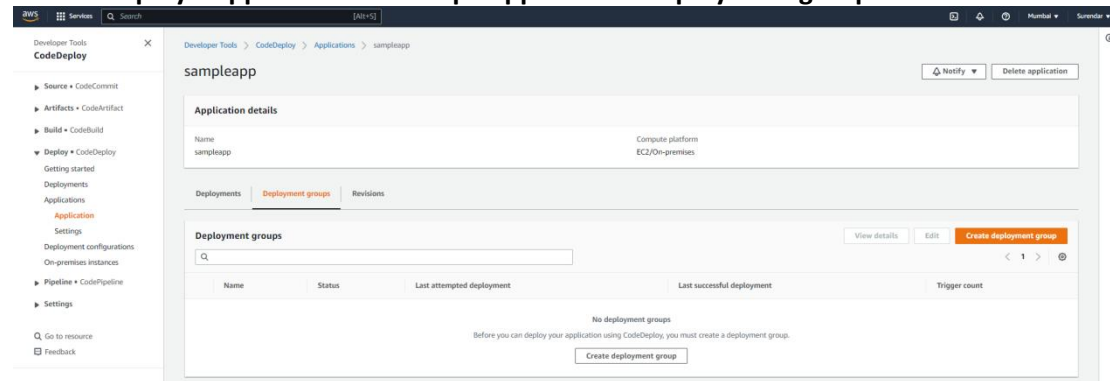 aws Services Search [Alt+S] Mumbai Surendar
Developer Tools
CodeDeploy
Source • CodeCommit
Artifacts • CodeArtifact
Build • CodeBuild
Deploy • CodeDeploy
Getting started
Deployments
Applications
Application
Settings
Deployment configurations
On-premises instances
Pipeline • CodePipeline
Settings
Go to resource
Feedback
Developer Tools > CodeDeploy > Applications > sampleapp
sampleapp
Notify Delete application
Application details
Name Compute platform
sampleapp EC2/On-premises
Deployments Deployment groups Revisions
Deployment groups View details Edit Create deployment group
< 1 >
Name Status Last attempted deployment Last successful deployment Trigger count
No deployment groups
Before you can deploy your application using CodeDeploy, you must create a deployment group.
Create deployment group